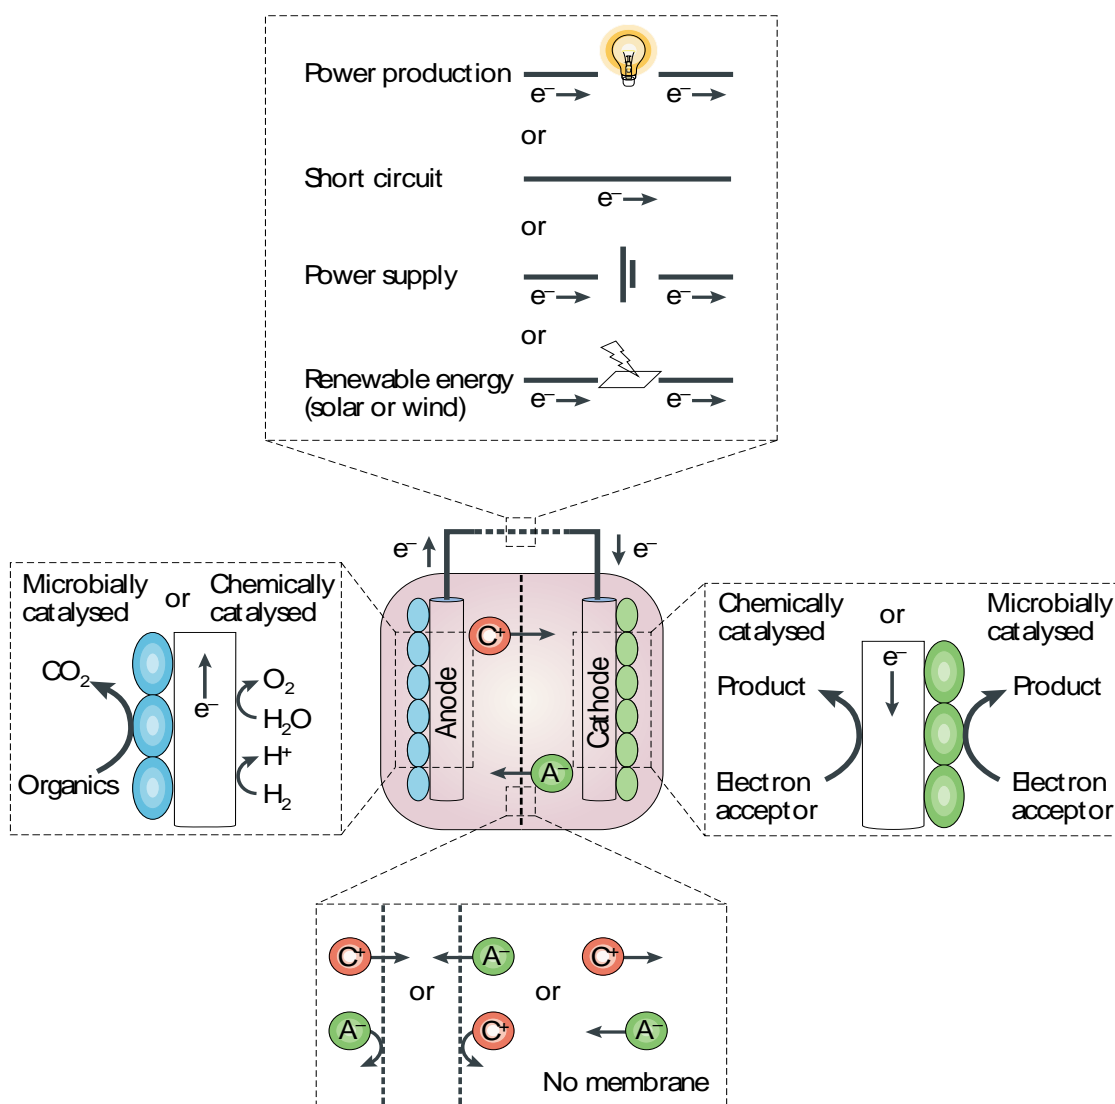 Power production
e⁻ e⁻
or
Short circuit
e⁻
or
Power supply
e⁻ e⁻
or
Renewable energy
(solar or wind)
e⁻ e⁻
e⁻ e⁻
Microbially
catalysed
or
Chemically
catalysed
CO₂
Organics
e⁻
O₂
H₂O
H⁺
H₂
C⁺
Anode
Cathode
A⁻
Chemically
catalysed
or
Microbially
catalysed
e⁻
Product
Electron
acceptor
Product
Electron
acceptor
C⁺ A⁻ C⁺
or or
A⁻ C⁺ A⁻
No membrane